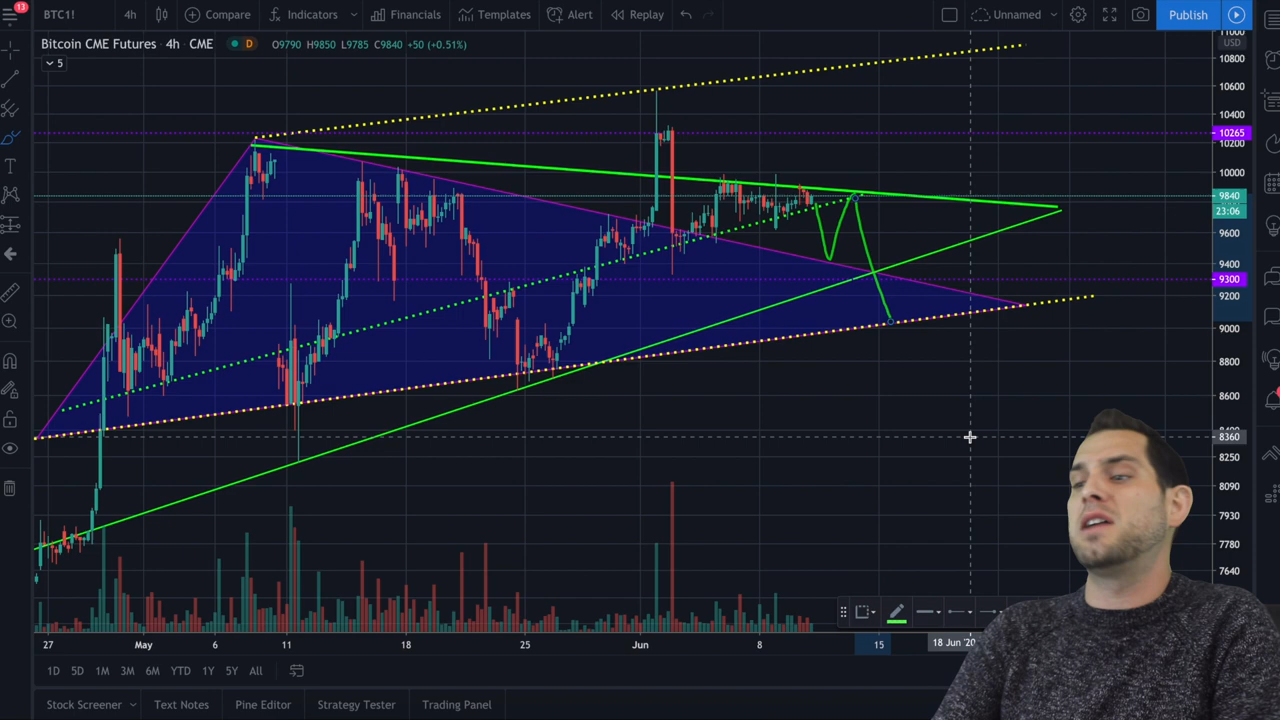 13
BTC1!
4h
Compare
Indicators
Financials
Templates
Alert
Replay
Unnamed
Publish
Bitcoin CME Futures • 4h • CME
D
O9790 H9850 L9785 C9840 +50 (+0.51%)
5
11000
USD
10800
10600
10400
10265
10200
10000
9840
23:06
9600
9400
9300
9200
9000
8800
8600
8360
8250
8090
7930
7780
7640
27
May
6
11
18
25
Jun
8
15
18 Jun '20
1D
5D
1M
3M
6M
YTD
1Y
5Y
All
Stock Screener
Text Notes
Pine Editor
Strategy Tester
Trading Panel